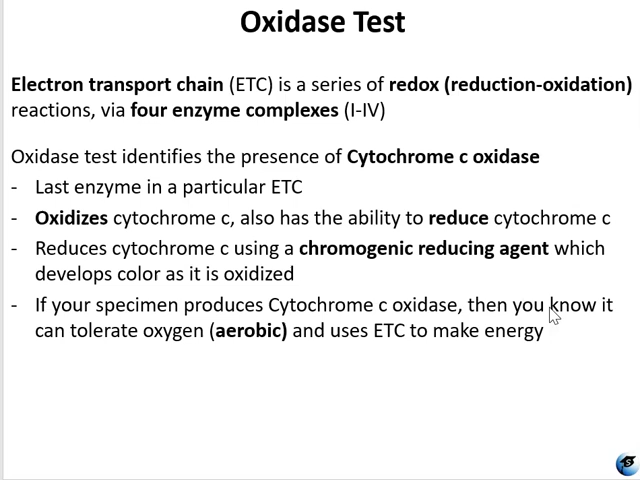 Oxidase Test
Electron transport chain (ETC) is a series of redox (reduction-oxidation)
reactions, via four enzyme complexes (I-IV)
Oxidase test identifies the presence of Cytochrome c oxidase
- Last enzyme in a particular ETC
- Oxidizes cytochrome c, also has the ability to reduce cytochrome c
- Reduces cytochrome c using a chromogenic reducing agent which
develops color as it is oxidized
- If your specimen produces Cytochrome c oxidase, then you know it
can tolerate oxygen (aerobic) and uses ETC to make energy